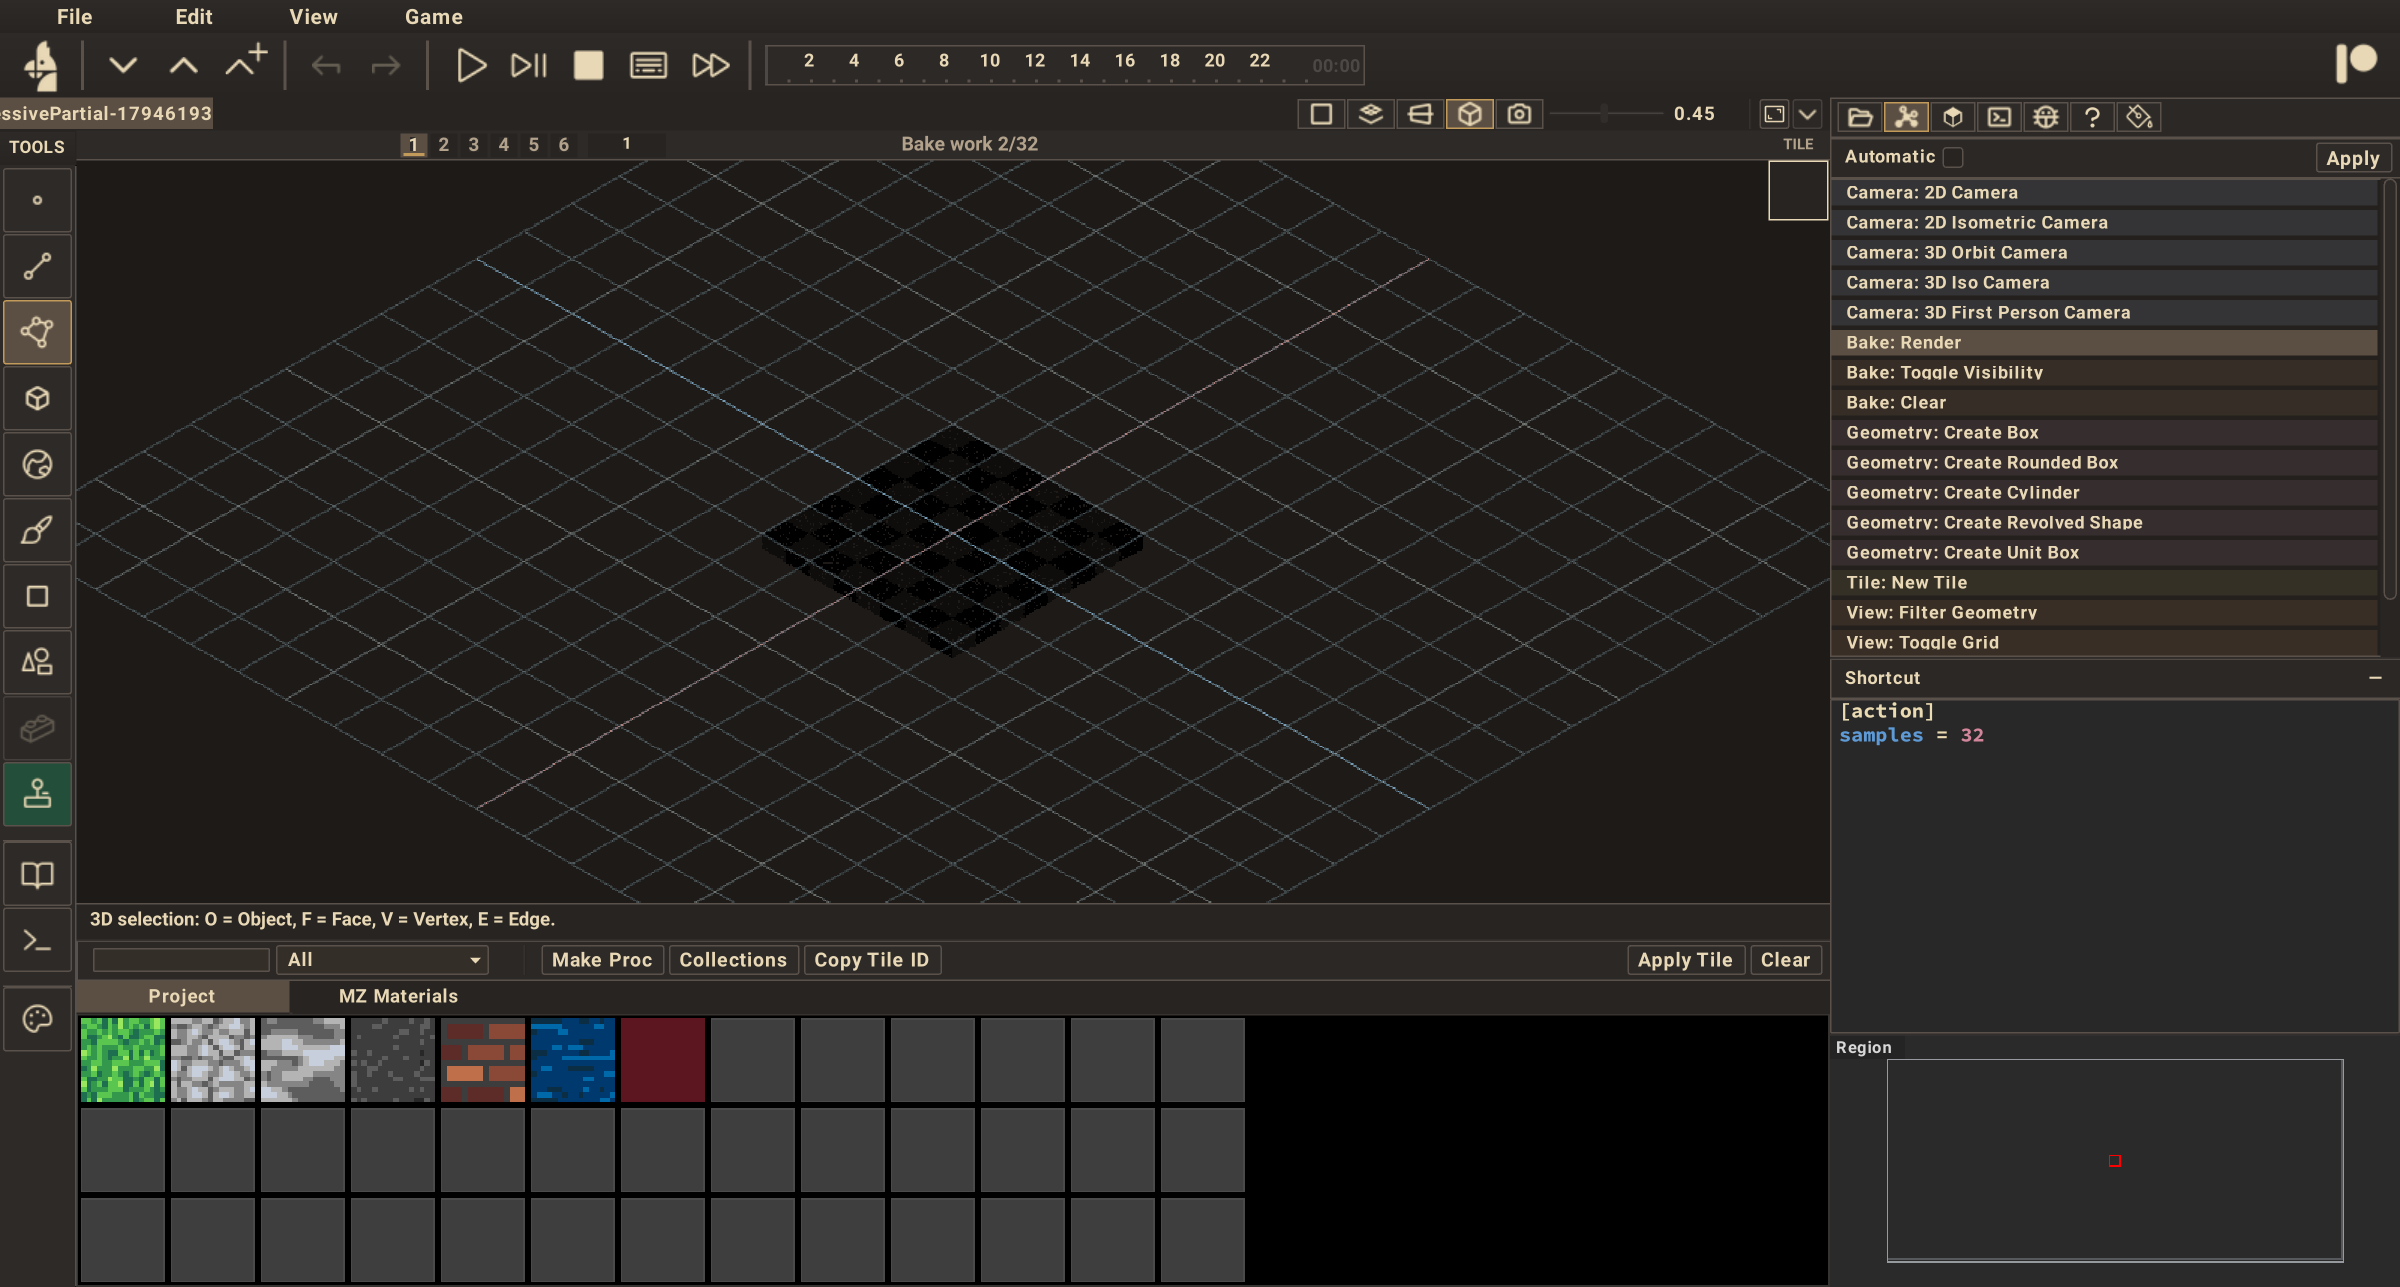 File Edit View Game
2 4 6 8 10 12 14 16 18 20 22 00:00
ssivePartial-17946193
0.45
TOOLS
1 2 3 4 5 6 1
Bake work 2/32
TILE
Automatic
Apply
Camera: 2D Camera
Camera: 2D Isometric Camera
Camera: 3D Orbit Camera
Camera: 3D Iso Camera
Camera: 3D First Person Camera
Bake: Render
Bake: Toggle Visibility
Bake: Clear
Geometry: Create Box
Geometry: Create Rounded Box
Geometry: Create Cylinder
Geometry: Create Revolved Shape
Geometry: Create Unit Box
Tile: New Tile
View: Filter Geometry
View: Toggle Grid
Shortcut
[action]
samples = 32
3D selection: O = Object, F = Face, V = Vertex, E = Edge.
All
Make Proc
Collections
Copy Tile ID
Apply Tile
Clear
Project
MZ Materials
Region